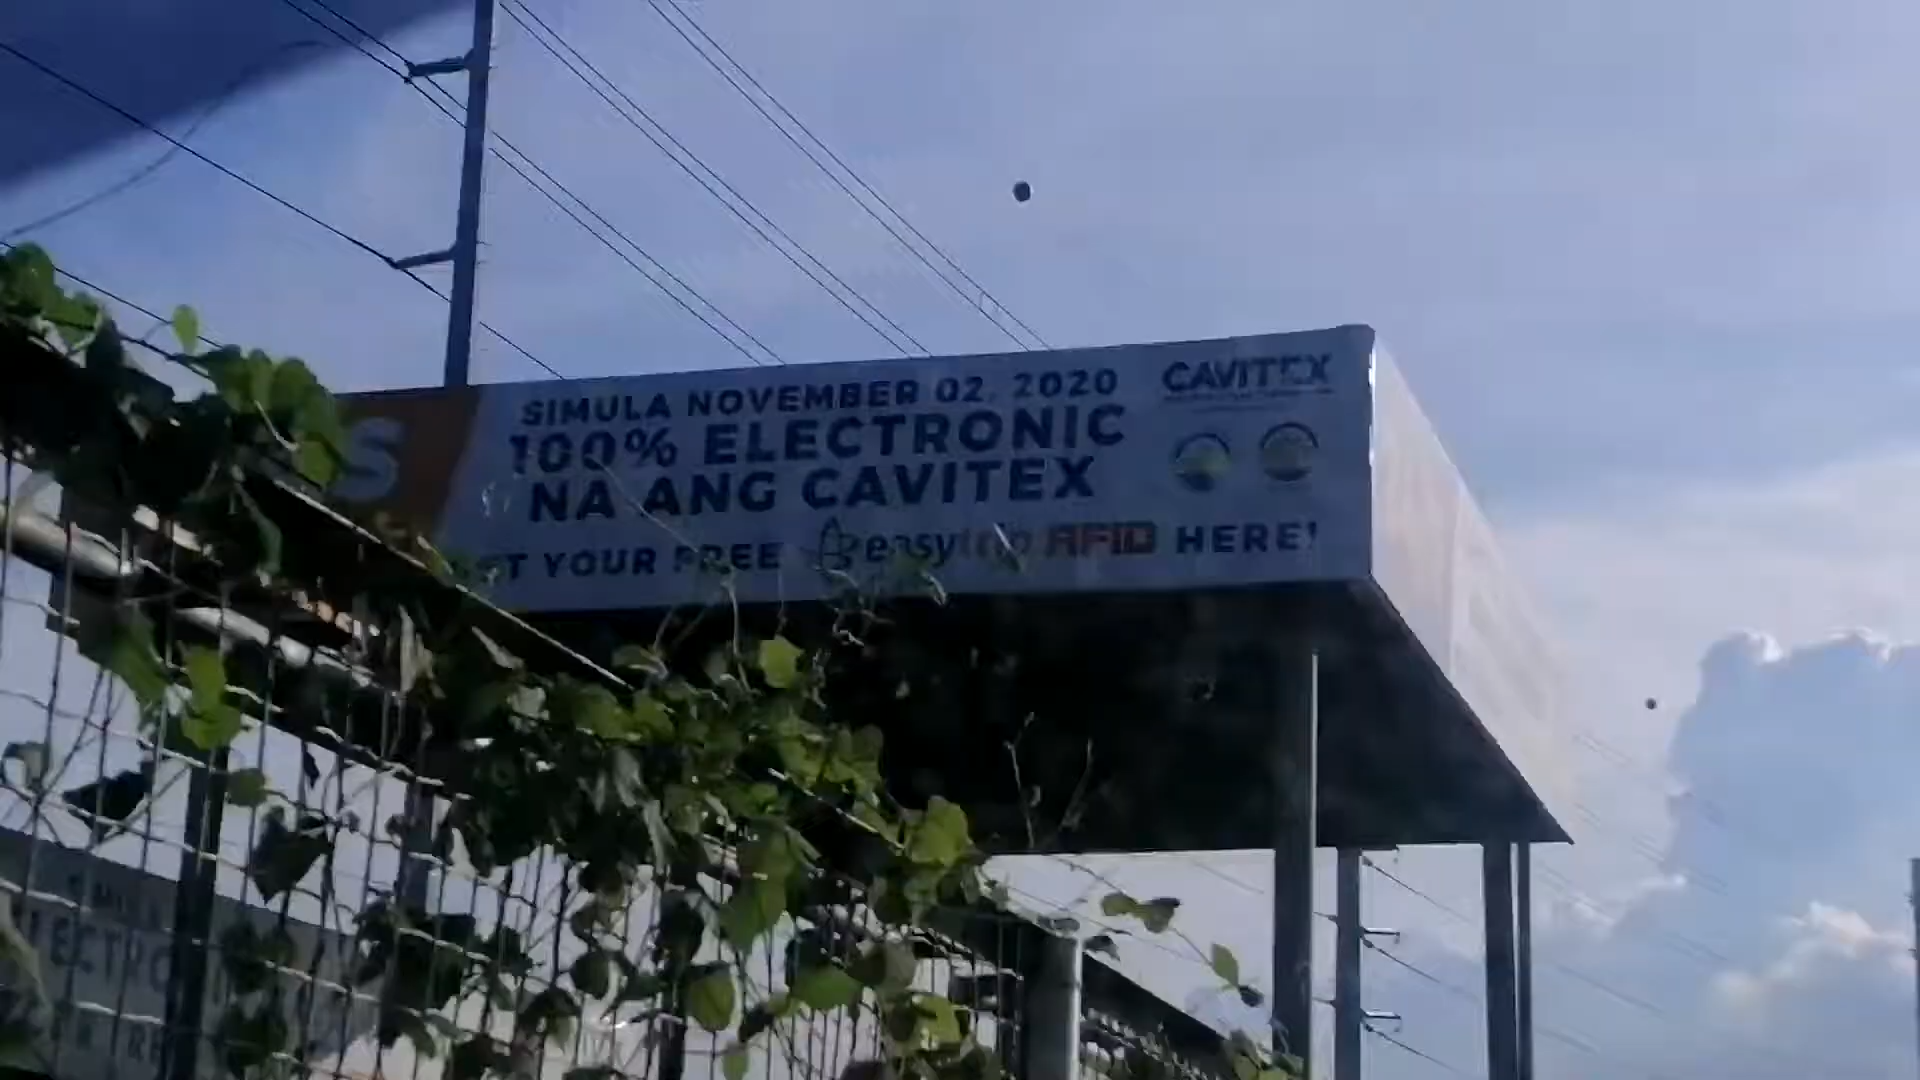 S
SIMULA NOVEMBER 02, 2020
100% ELECTRONIC
NA ANG CAVITEX
YOUR FREE easytrip RFID HERE!
CAVITEX